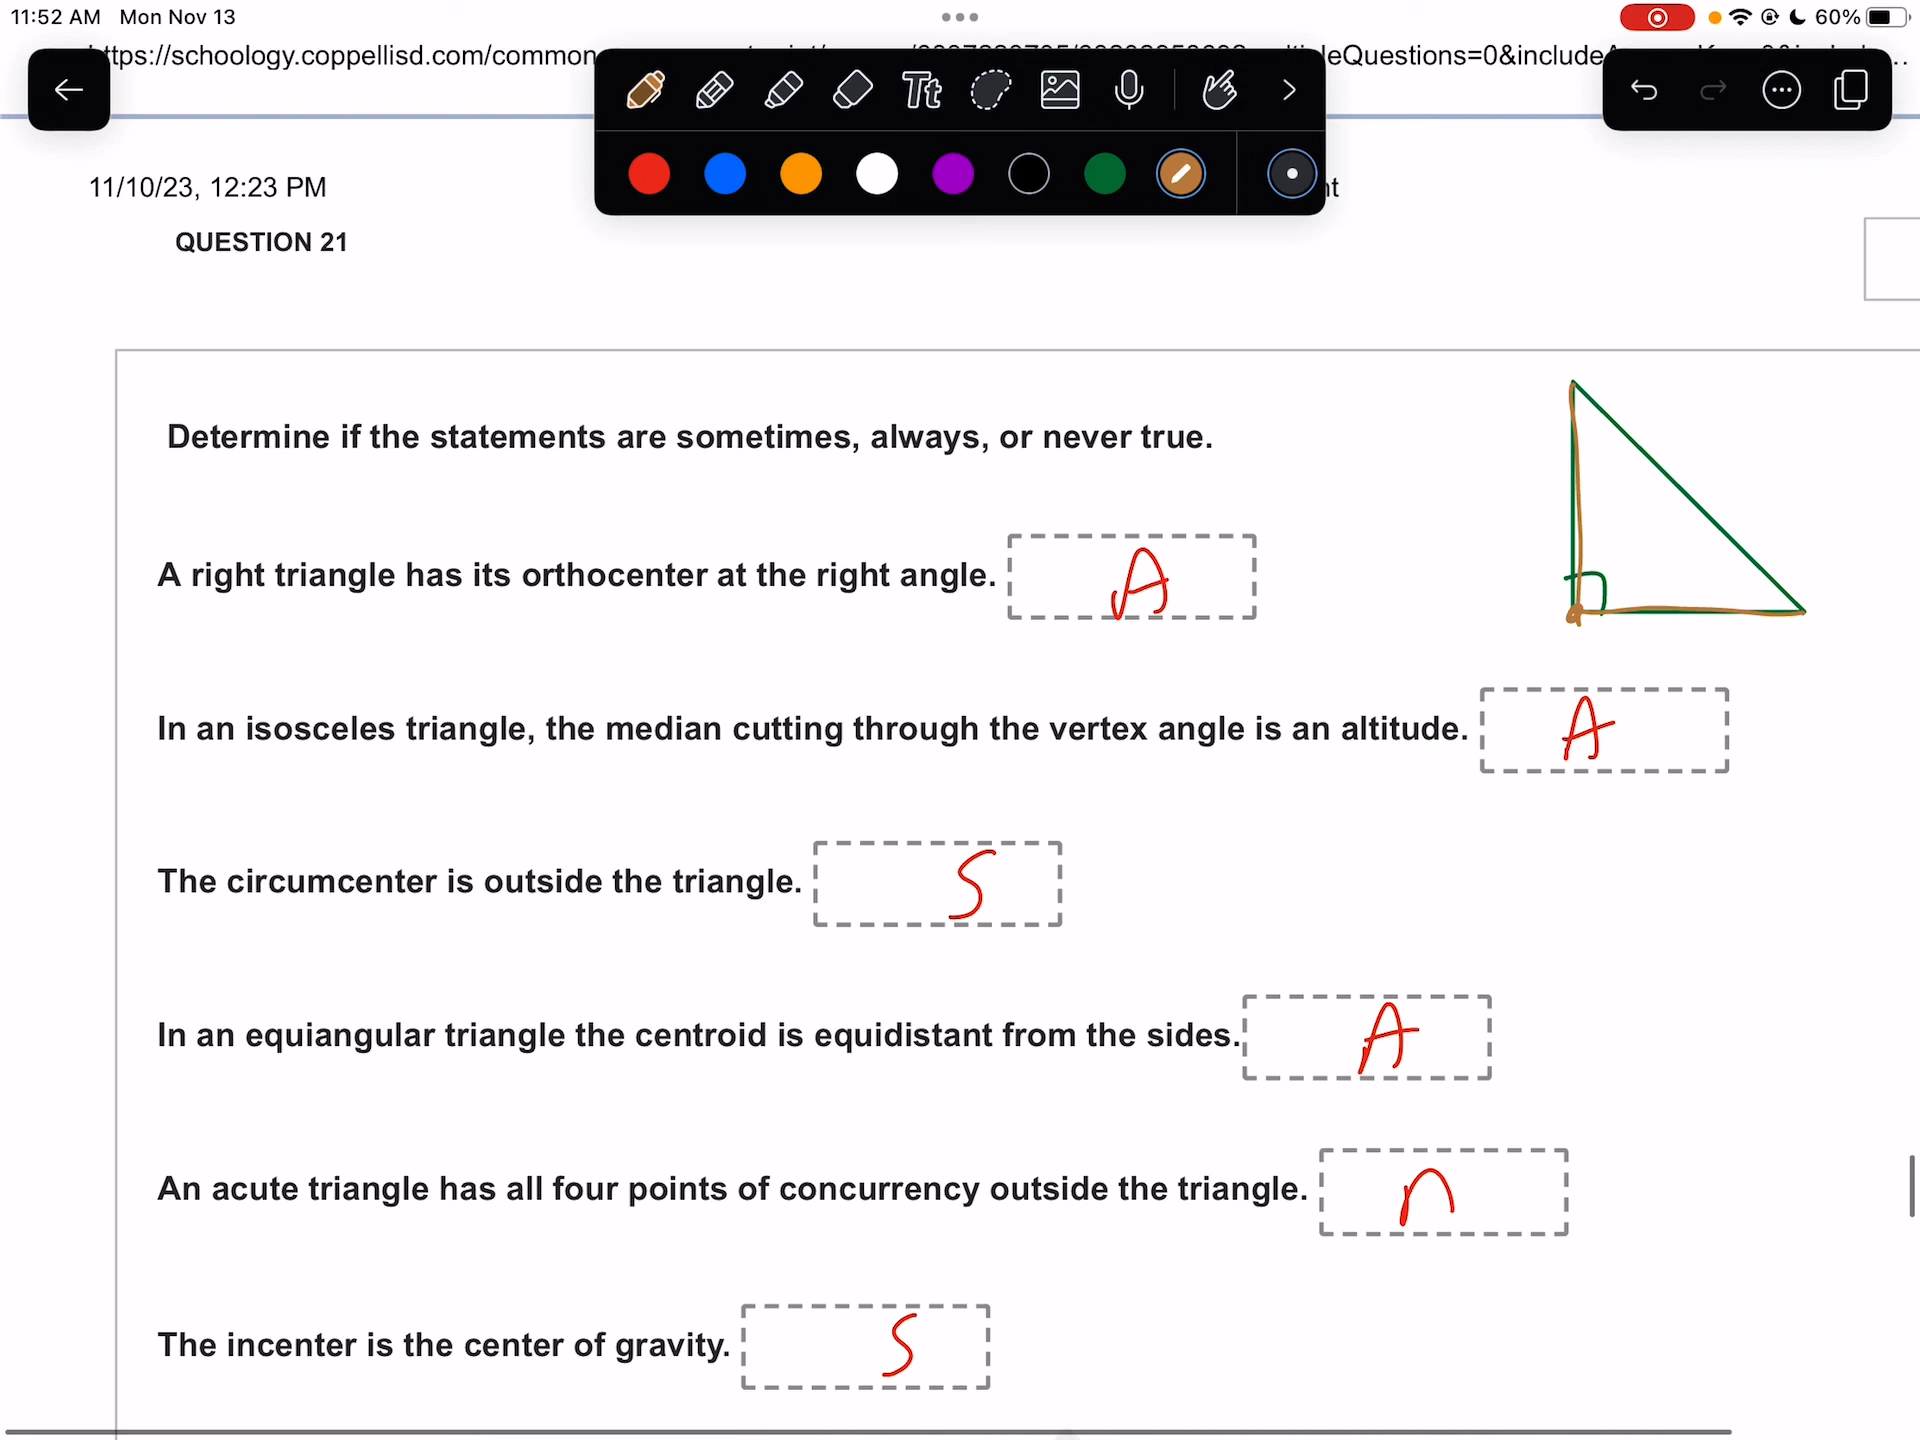 11:52 AM Mon Nov 13
60%
ttps://schoology.coppellisd.com/common
Tt
11/10/23, 12:23 PM
QUESTION 21
Determine if the statements are sometimes, always, or never true.
A right triangle has its orthocenter at the right angle. A
In an isosceles triangle, the median cutting through the vertex angle is an altitude. A
The circumcenter is outside the triangle. S
In an equiangular triangle the centroid is equidistant from the sides. A
An acute triangle has all four points of concurrency outside the triangle. n
The incenter is the center of gravity. S